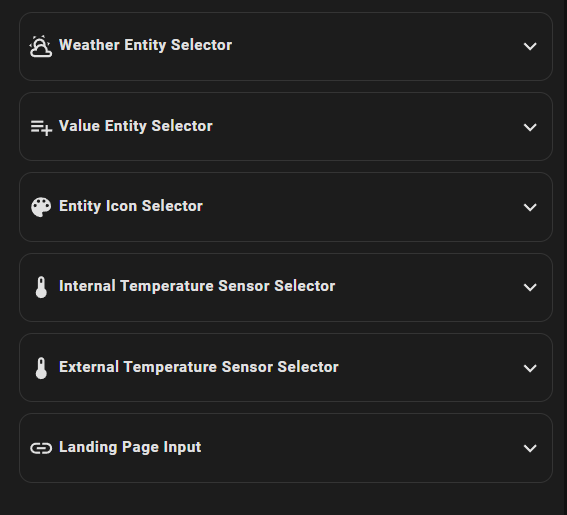 Weather Entity Selector
Value Entity Selector
Entity Icon Selector
Internal Temperature Sensor Selector
External Temperature Sensor Selector
Landing Page Input